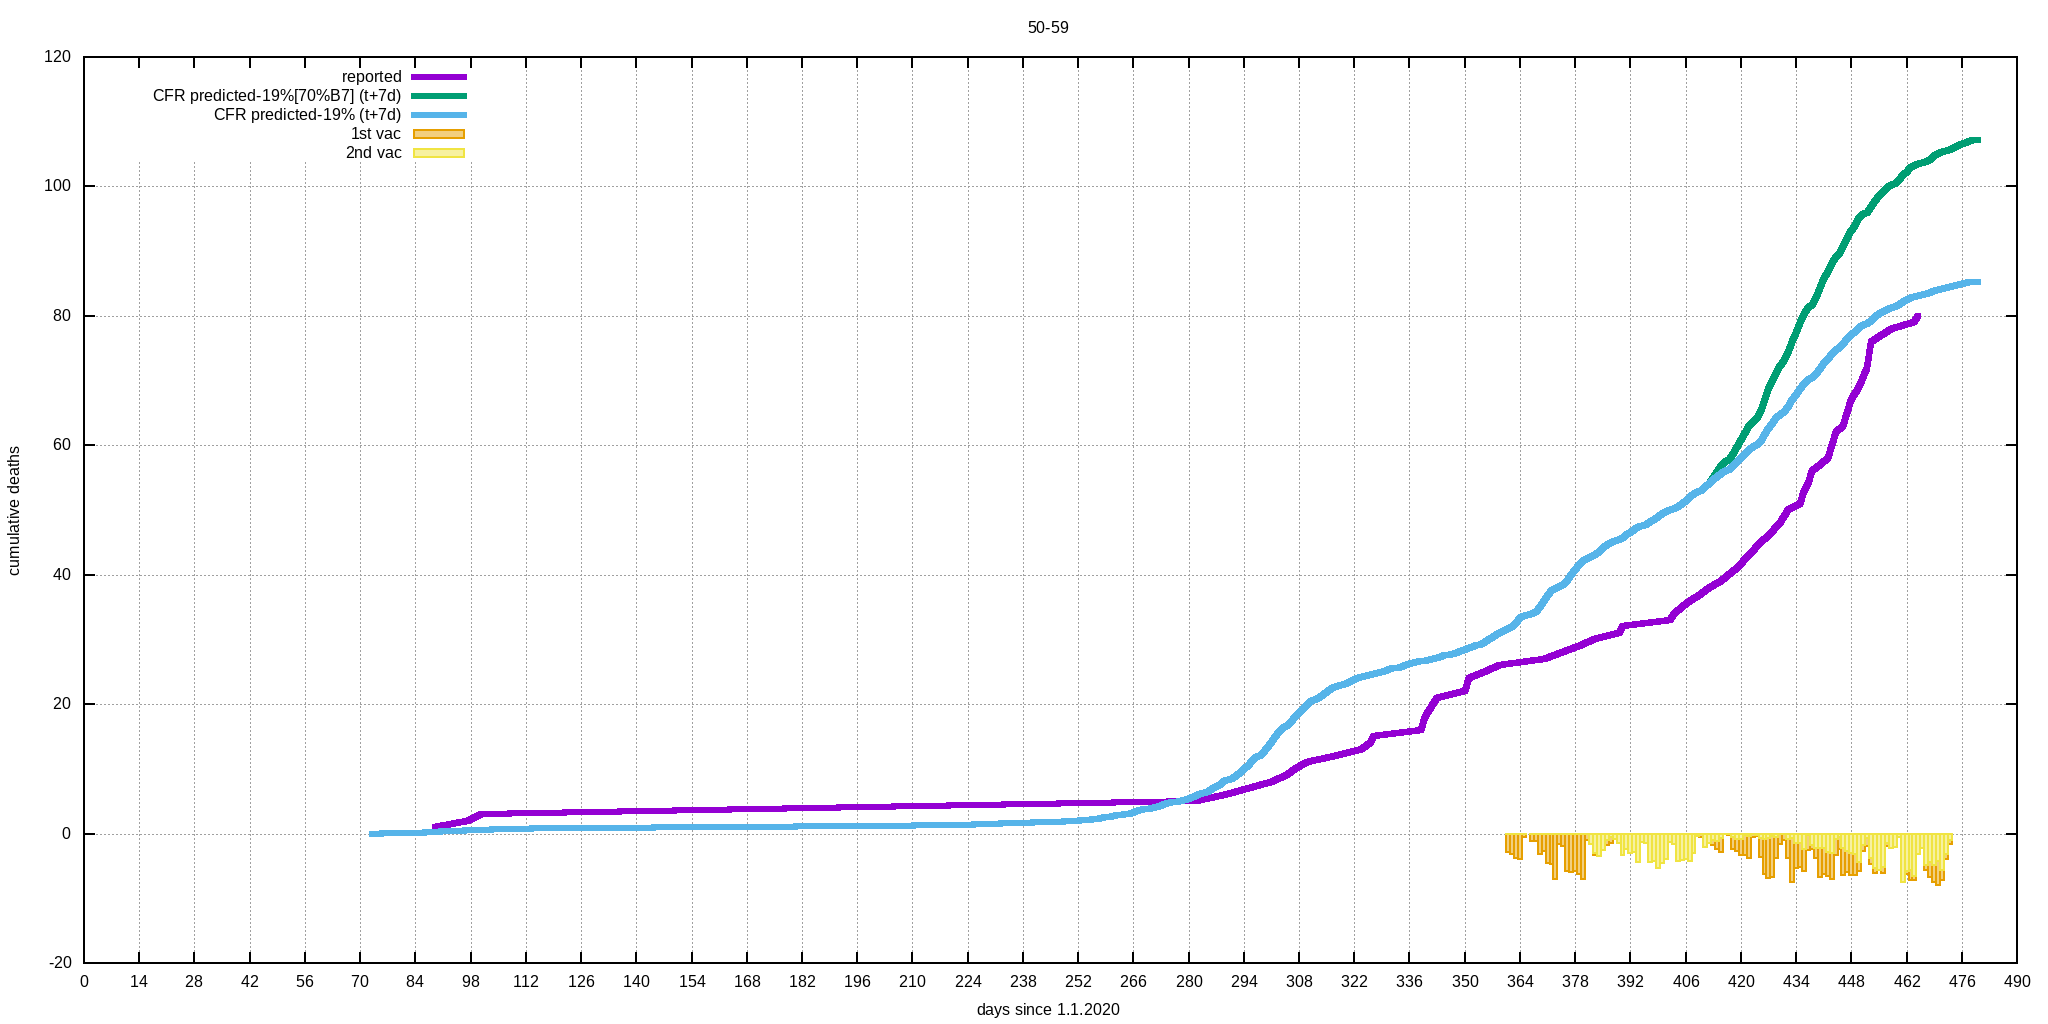 50-59
120
100
80
60
40
20
0
-20
cumulative deaths
reported
CFR predicted-19%[70%B7] (t+7d)
CFR predicted-19% (t+7d)
1st vac
2nd vac
0 14 28 42 56 70 84 98 112 126 140 154 168 182 196 210 224 238 252 266 280 294 308 322 336 350 364 378 392 406 420 434 448 462 476 490
days since 1.1.2020